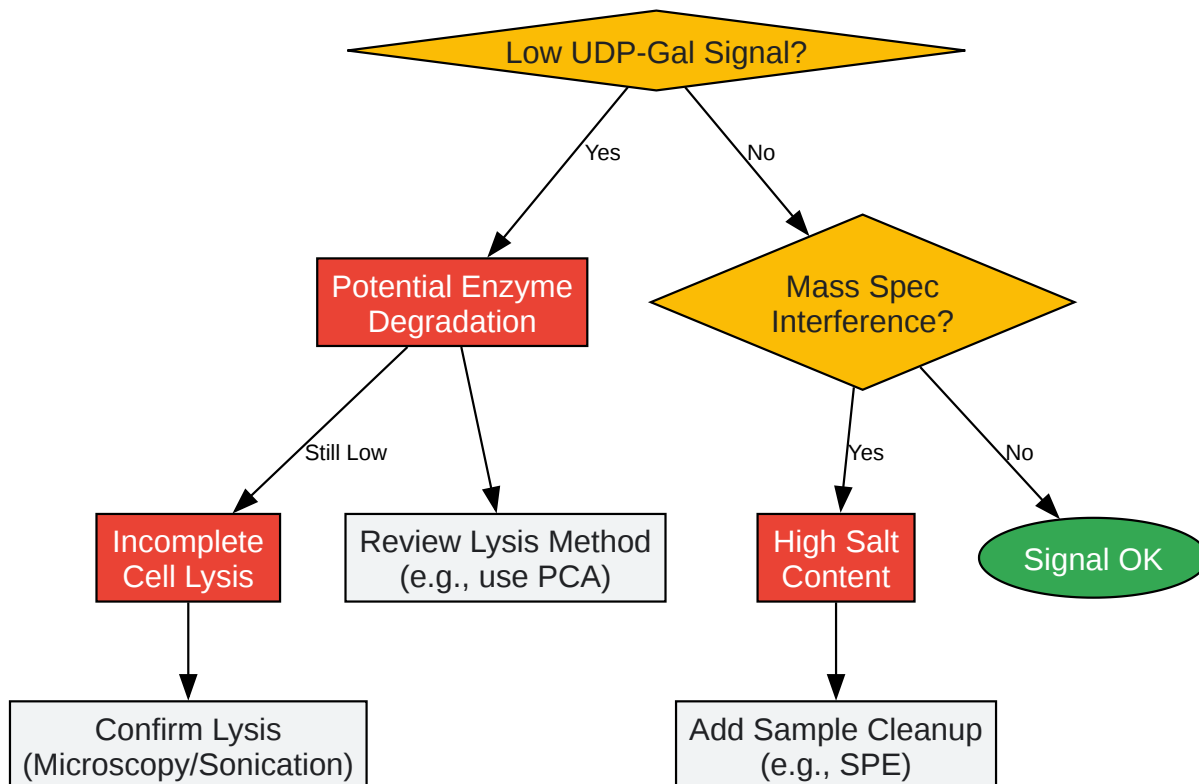 Low UDP-Gal Signal?
Yes
No
Potential Enzyme
Degradation
Mass Spec
Interference?
Still Low
Yes
No
Incomplete
Cell Lysis
Review Lysis Method
(e.g., use PCA)
High Salt
Content
Signal OK
Confirm Lysis
(Microscopy/Sonication)
Add Sample Cleanup
(e.g., SPE)